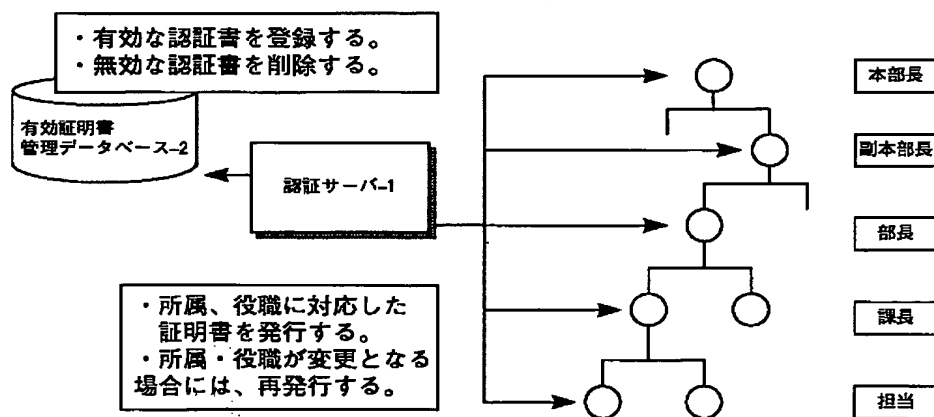 ・有効な認証書を登録する。
・無効な認証書を削除する。
有効証明書
管理データベース-2
認証サーバ-1
・所属、役職に対応した
証明書を発行する。
・所属・役職が変更となる
場合には、再発行する。
本部長
副本部長
部長
課長
担当